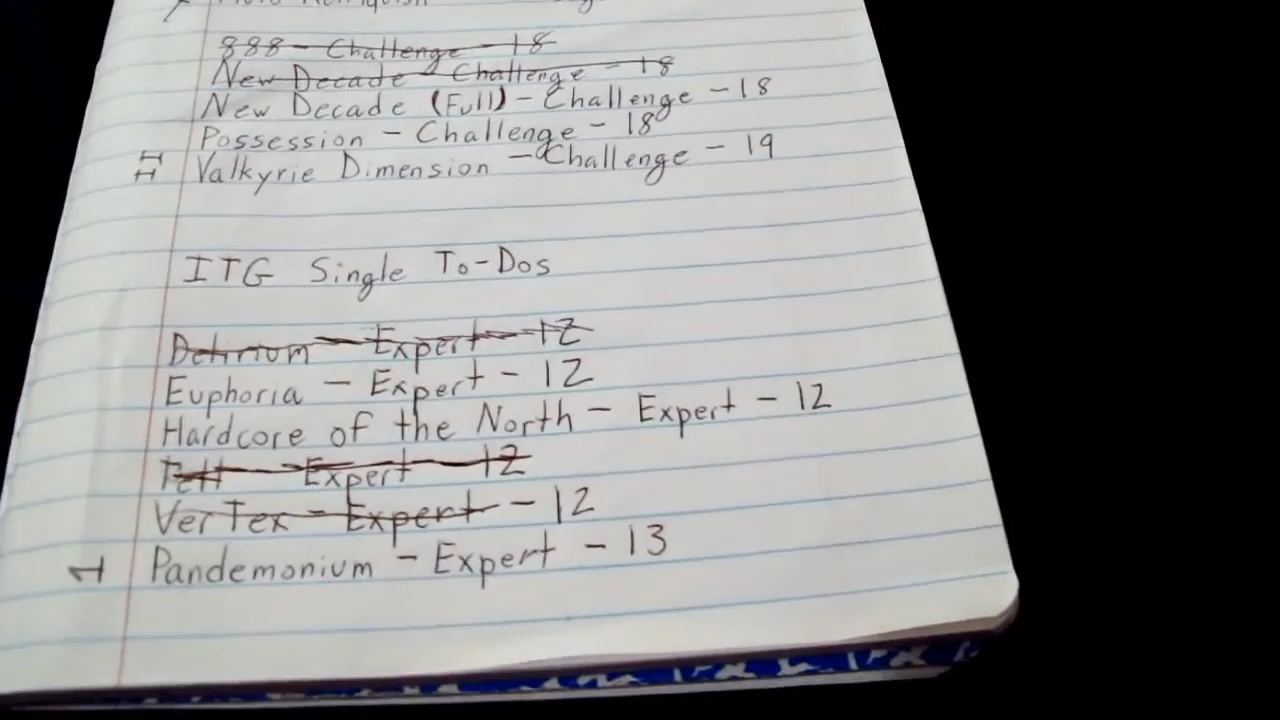 888 - Challenge - 18
New Decade - Challenge - 18
New Decade (Full) - Challenge - 18
Possession - Challenge - 18
Valkyrie Dimension - Challenge - 19
ITG Single To-Dos
Delirium - Expert - 12
Euphoria - Expert - 12
Hardcore of the North - Expert - 12
Tell - Expert - 12
VerTex - Expert - 12
Pandemonium - Expert - 13